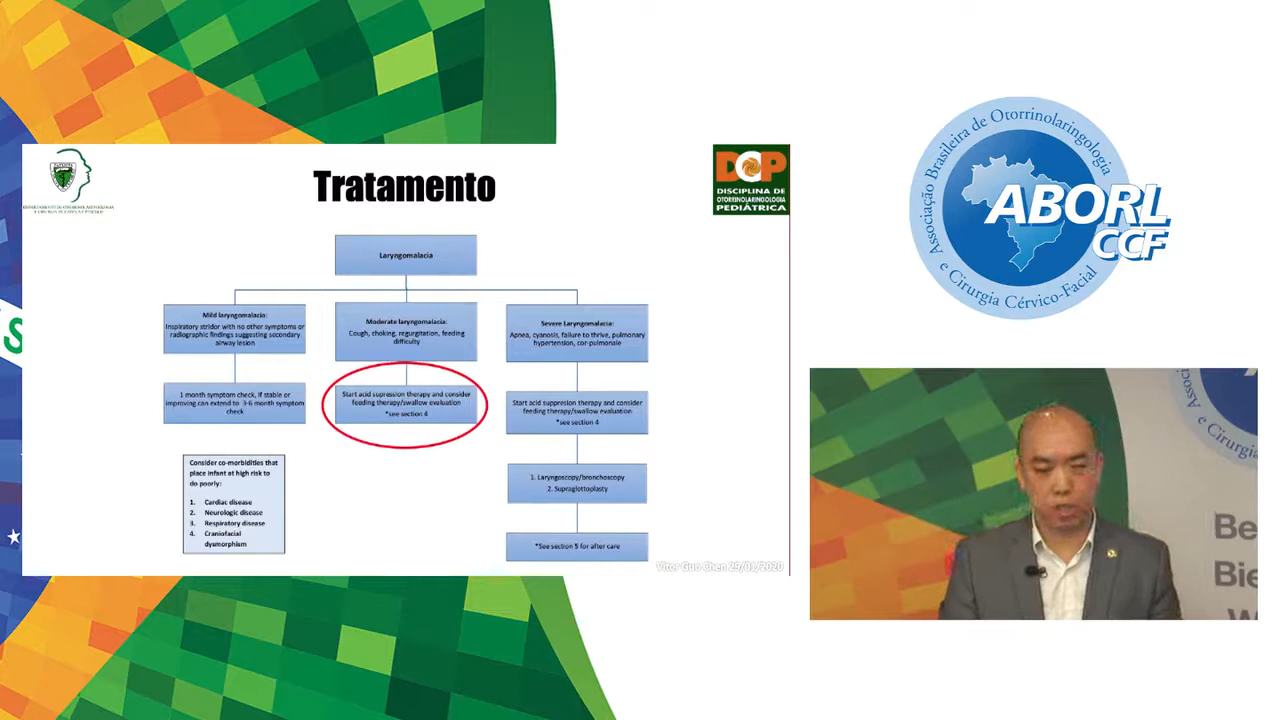 Tratamento
DCP
DISCIPLINA DE
OTORRINOLARINGOLOGIA
PEDIÁTRICA
Laryngomalacia
Mild laryngomalacia:
Inspiratory stridor with no other symptoms or
radiographic findings suggesting secondary
airway lesion
Moderate laryngomalacia:
Cough, choking, regurgitation, feeding
difficulty
Severe Laryngomalacia:
Apnea, cyanosis, failure to thrive, pulmonary
hypertension, cor-pulmonale
1 month symptom check, if stable or
improving can extend to 3-6 month symptom
check
Start acid supression therapy and consider
feeding therapy/swallow evaluation
*see section 4
Start acid suppression therapy and consider
feeding therapy/swallow evaluation
*see section 4
Consider co-morbidities that
place infant at high risk to
do poorly:
1. Cardiac disease
2. Neurologic disease
3. Respiratory disease
4. Craniofacial
dysmorphism
1. Laryngoscopy/bronchoscopy
2. Supraglottoplasty
*See section 5 for after care
Vitor Guo Chen 29/01/2020
Associação Brasileira de Otorrinolaringologia
ABORL
CCF
e Cirurgia Cérvico-Facial
Cirurgia
Be
Bie
S